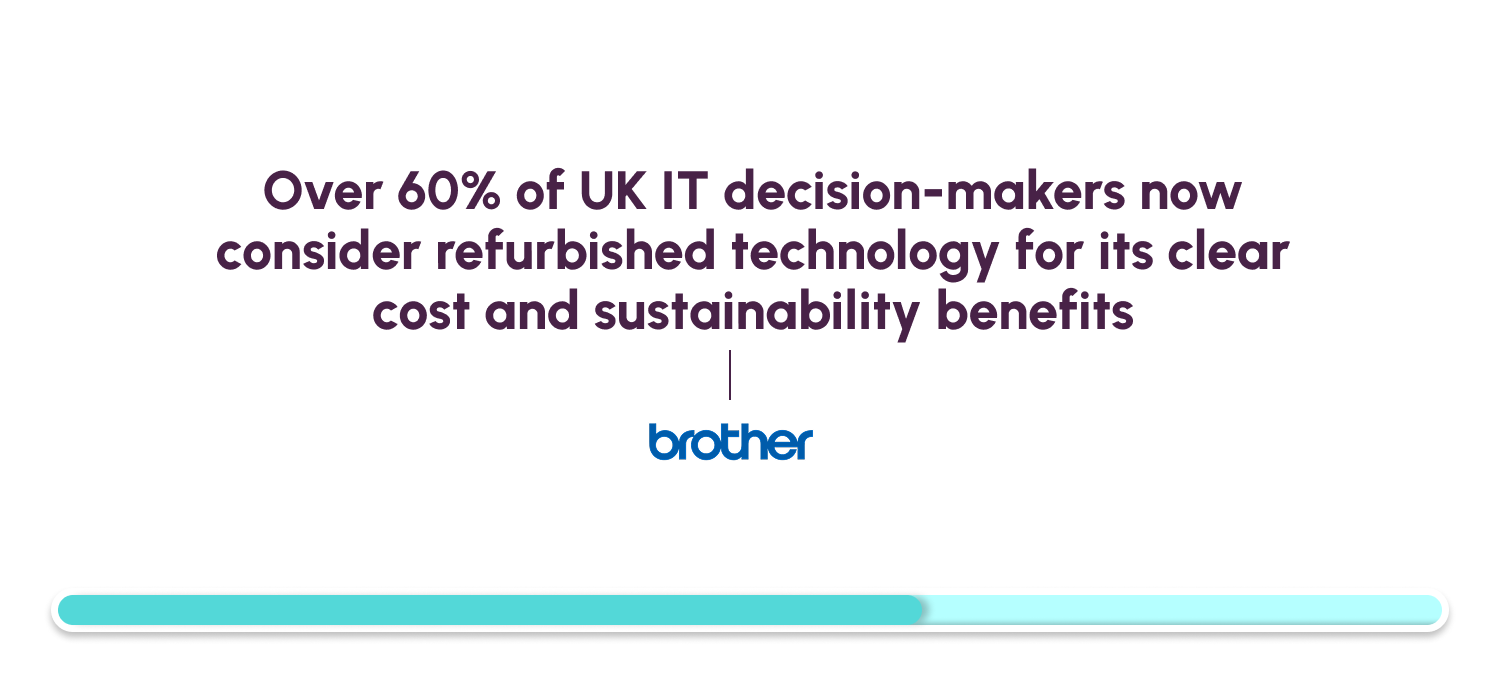 Over 60% of UK IT decision-makers now
consider refurbished technology for its clear
cost and sustainability benefits
brother